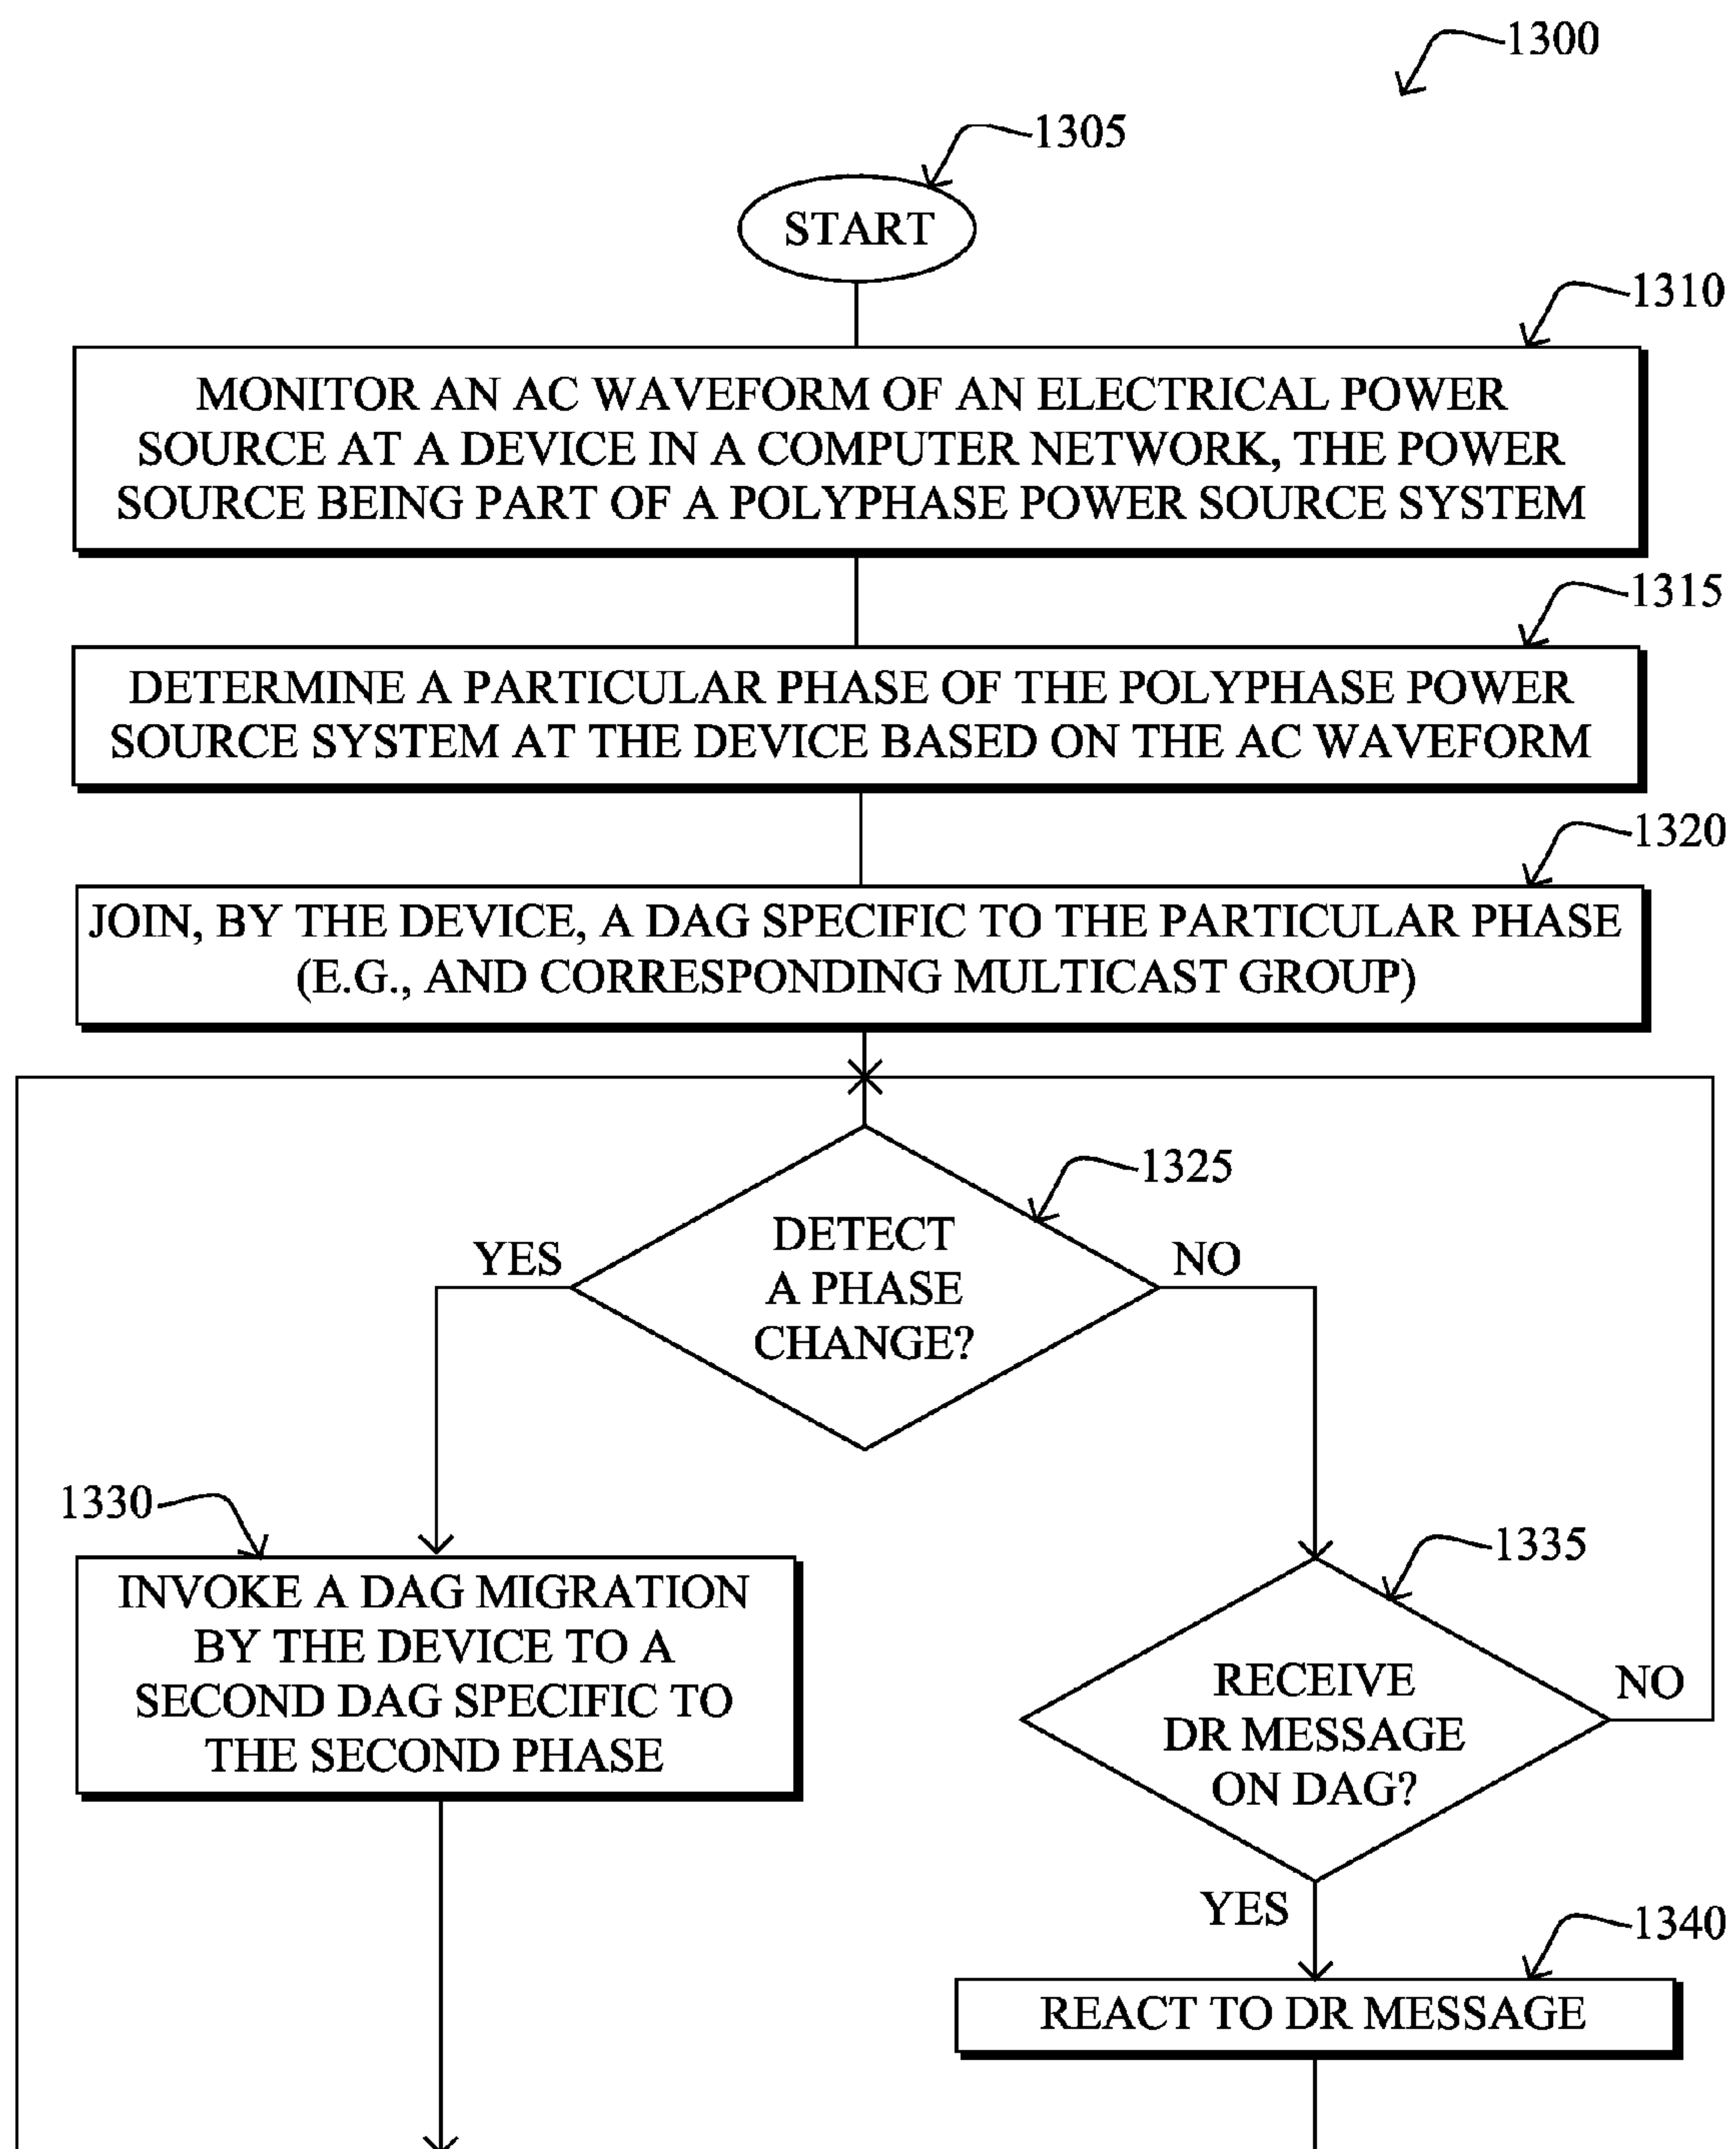 1300
1305
START
1310
MONITOR AN AC WAVEFORM OF AN ELECTRICAL POWER
SOURCE AT A DEVICE IN A COMPUTER NETWORK, THE POWER
SOURCE BEING PART OF A POLYPHASE POWER SOURCE SYSTEM
1315
DETERMINE A PARTICULAR PHASE OF THE POLYPHASE POWER
SOURCE SYSTEM AT THE DEVICE BASED ON THE AC WAVEFORM
1320
JOIN, BY THE DEVICE, A DAG SPECIFIC TO THE PARTICULAR PHASE
(E.G., AND CORRESPONDING MULTICAST GROUP)
1325
DETECT
A PHASE
CHANGE?
YES
NO
1330
INVOKE A DAG MIGRATION
BY THE DEVICE TO A
SECOND DAG SPECIFIC TO
THE SECOND PHASE
1335
RECEIVE
DR MESSAGE
ON DAG?
NO
YES
1340
REACT TO DR MESSAGE